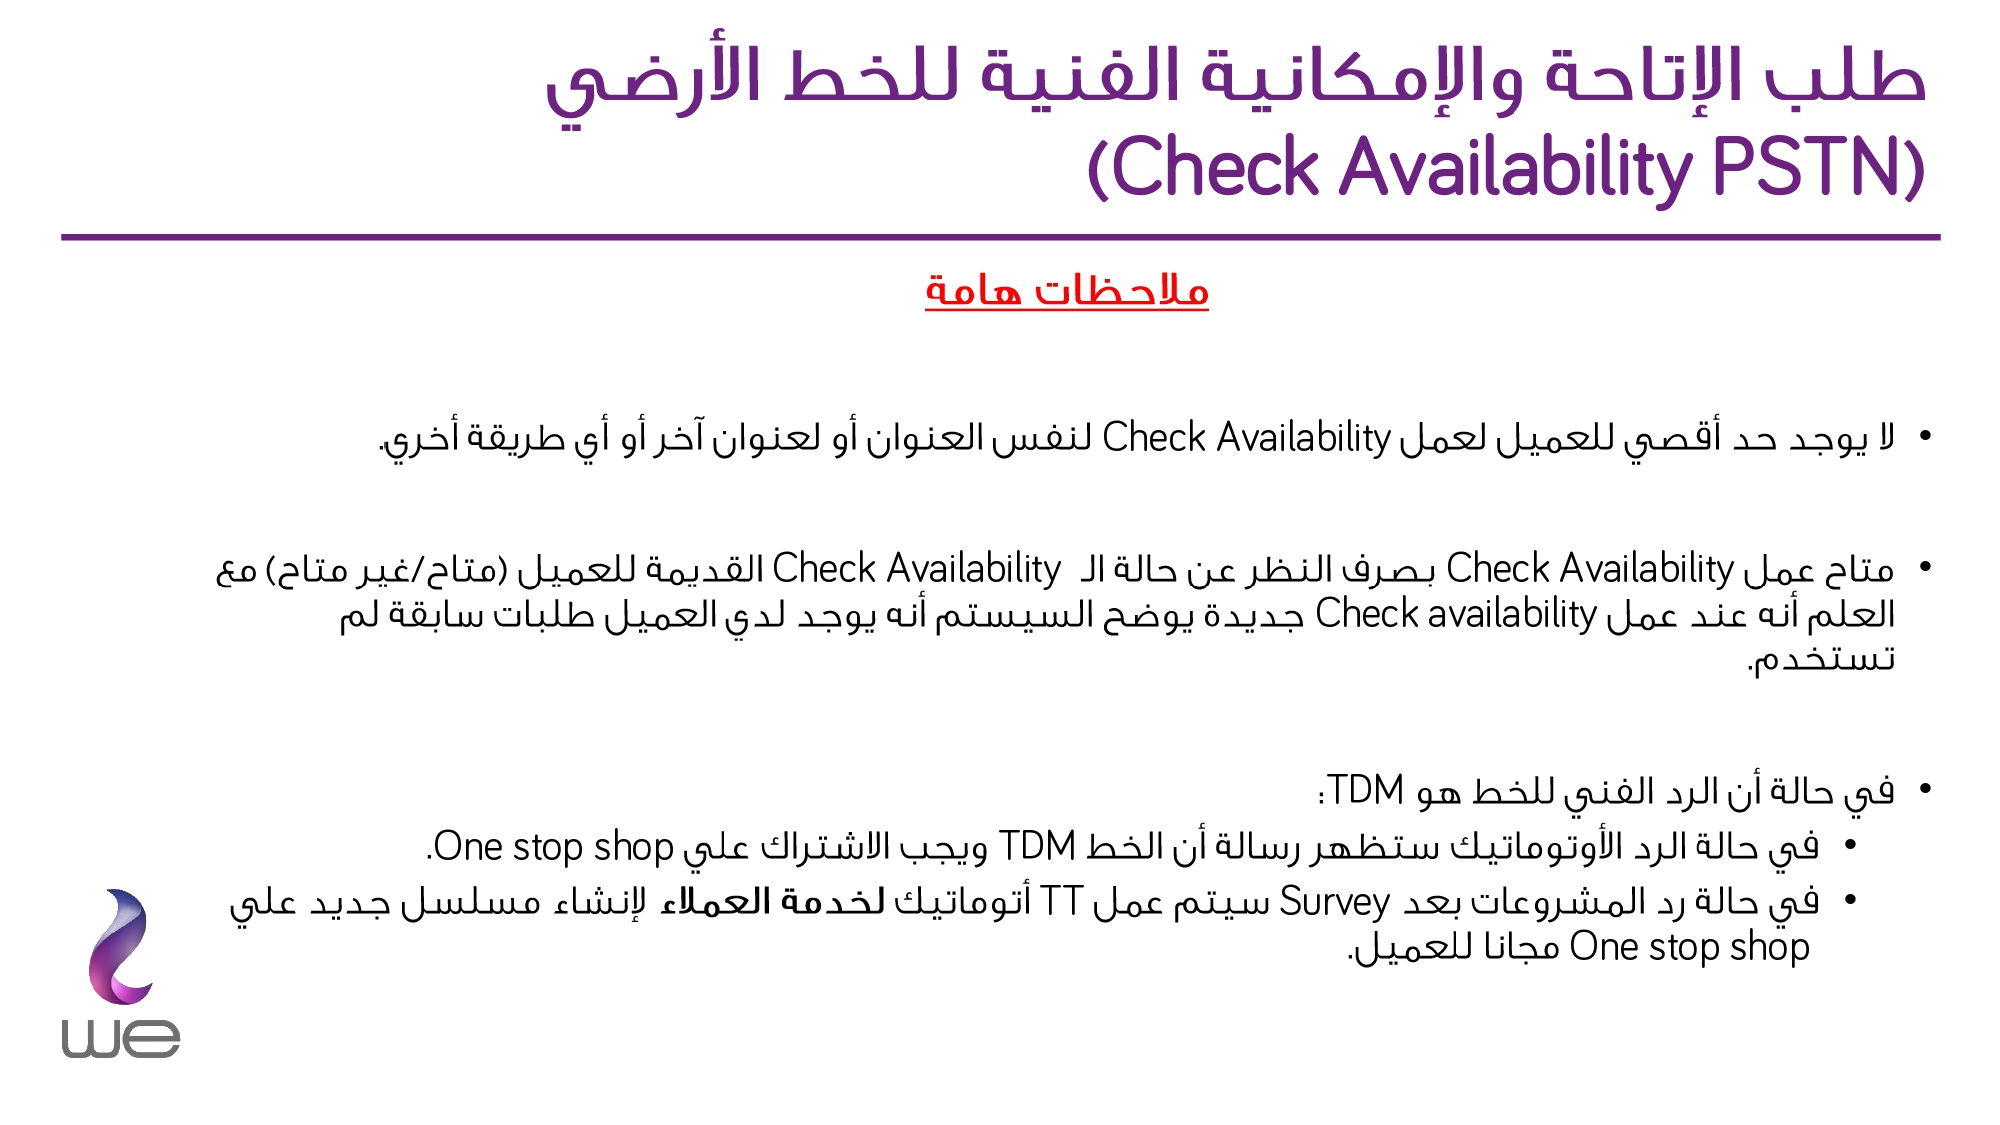 طلب الإتاحة والإمكانية الفنية للخط الأرضي
(Check Availability PSTN)
ملاحظات هامة
• لا يوجد حد أقصي للعميل لعمل Check Availability لنفس العنوان أو لعنوان آخر أو أي طريقة أخري.
• متاح عمل Check Availability بصرف النظر عن حالة الـ Check Availability القديمة للعميل (متاح/غير متاح) مع
العلم أنه عند عمل Check availability جديدة يوضح السيستم أنه يوجد لدي العميل طلبات سابقة لم
تستخدم.
• في حالة أن الرد الفني للخط هو TDM:
• في حالة الرد الأوتوماتيك ستظهر رسالة أن الخط TDM ويجب الاشتراك علي One stop shop.
• في حالة رد المشروعات بعد Survey سيتم عمل TT أتوماتيك لخدمة العملاء لإنشاء مسلسل جديد علي
One stop shop مجانا للعميل.
we